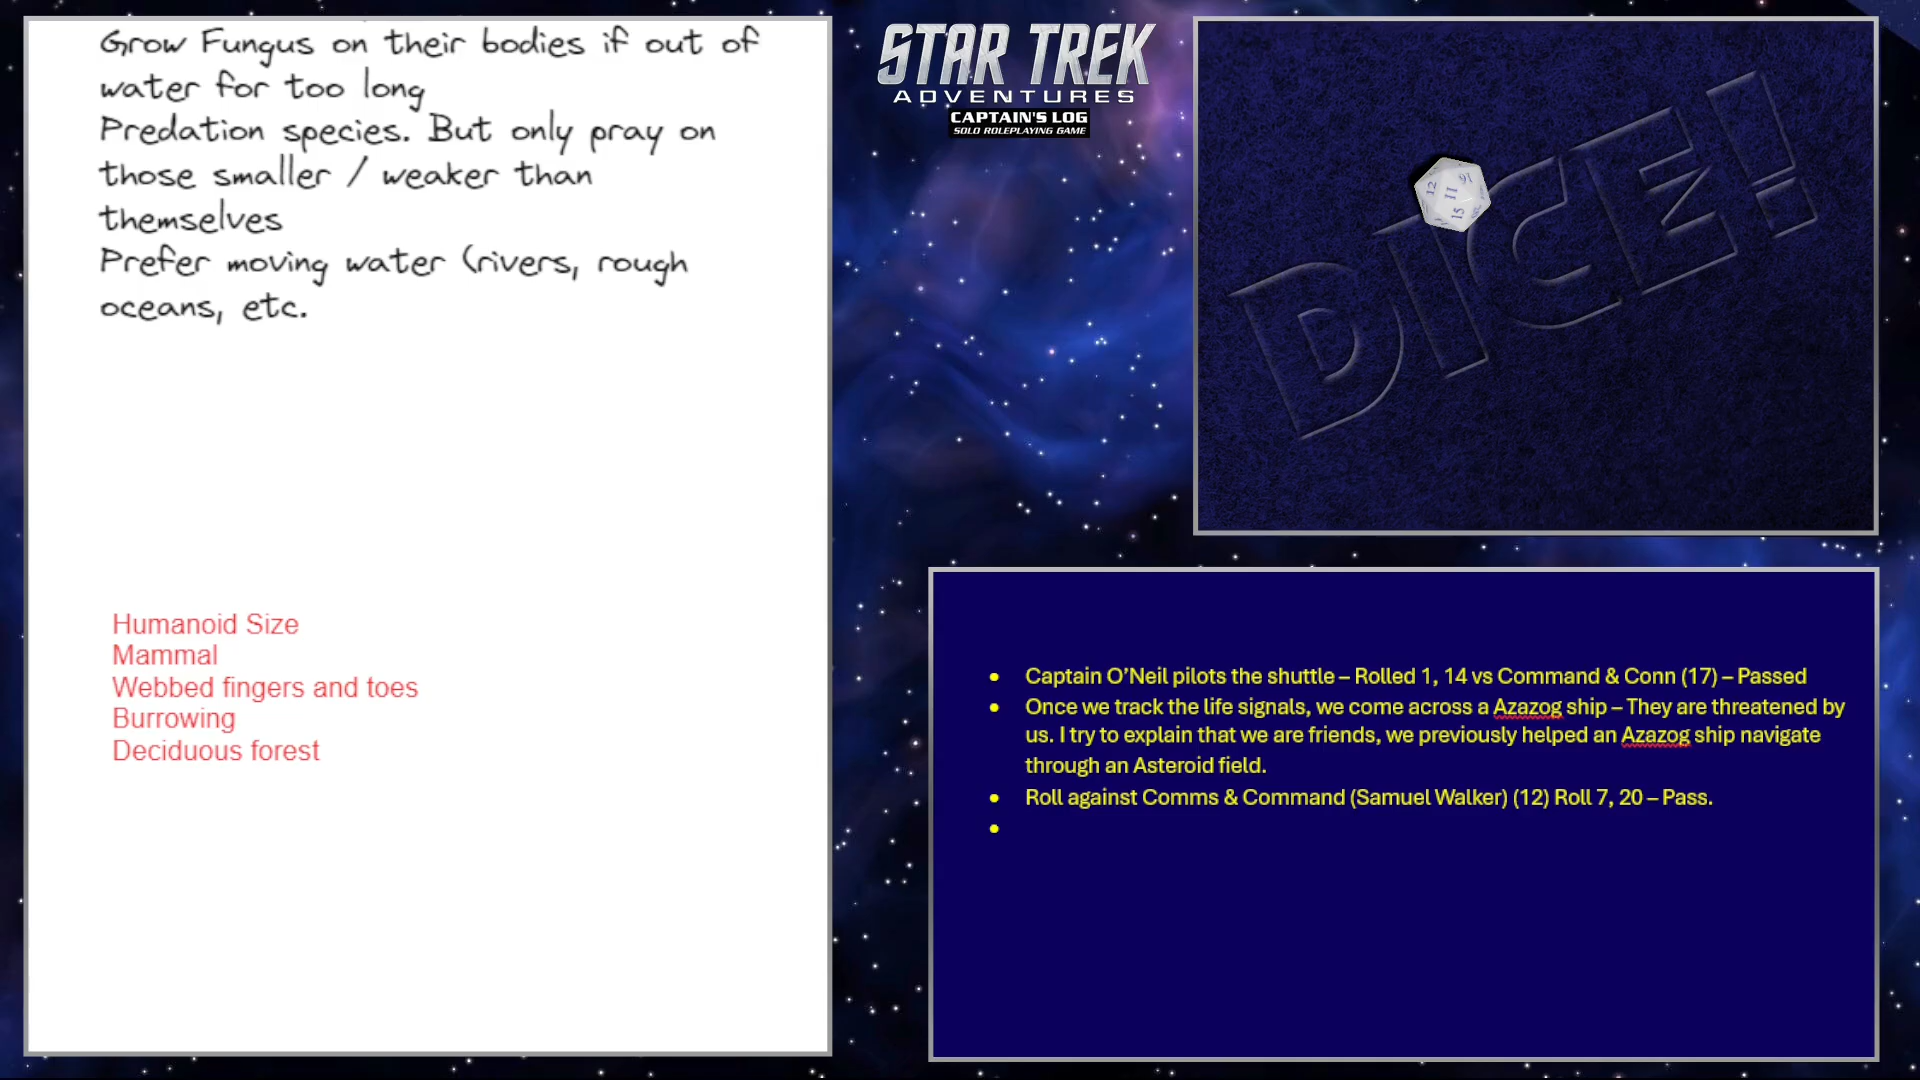 Grow Fungus on their bodies if out of
water for too long
Predation species. But only pray on
those smaller / weaker than
themselves
Prefer moving water (rivers, rough
oceans, etc.
Humanoid Size
Mammal
Webbed fingers and toes
Burrowing
Deciduous forest
STAR TREK
ADVENTURES
CAPTAIN'S LOG
SOLO ROLEPLAYING GAME
12
16
11
15
DICE!
• Captain O'Neil pilots the shuttle – Rolled 1, 14 vs Command & Conn (17) – Passed
• Once we track the life signals, we come across a Azazog ship – They are threatened by
us. I try to explain that we are friends, we previously helped an Azazog ship navigate
through an Asteroid field.
• Roll against Comms & Command (Samuel Walker) (12) Roll 7, 20 – Pass.
•